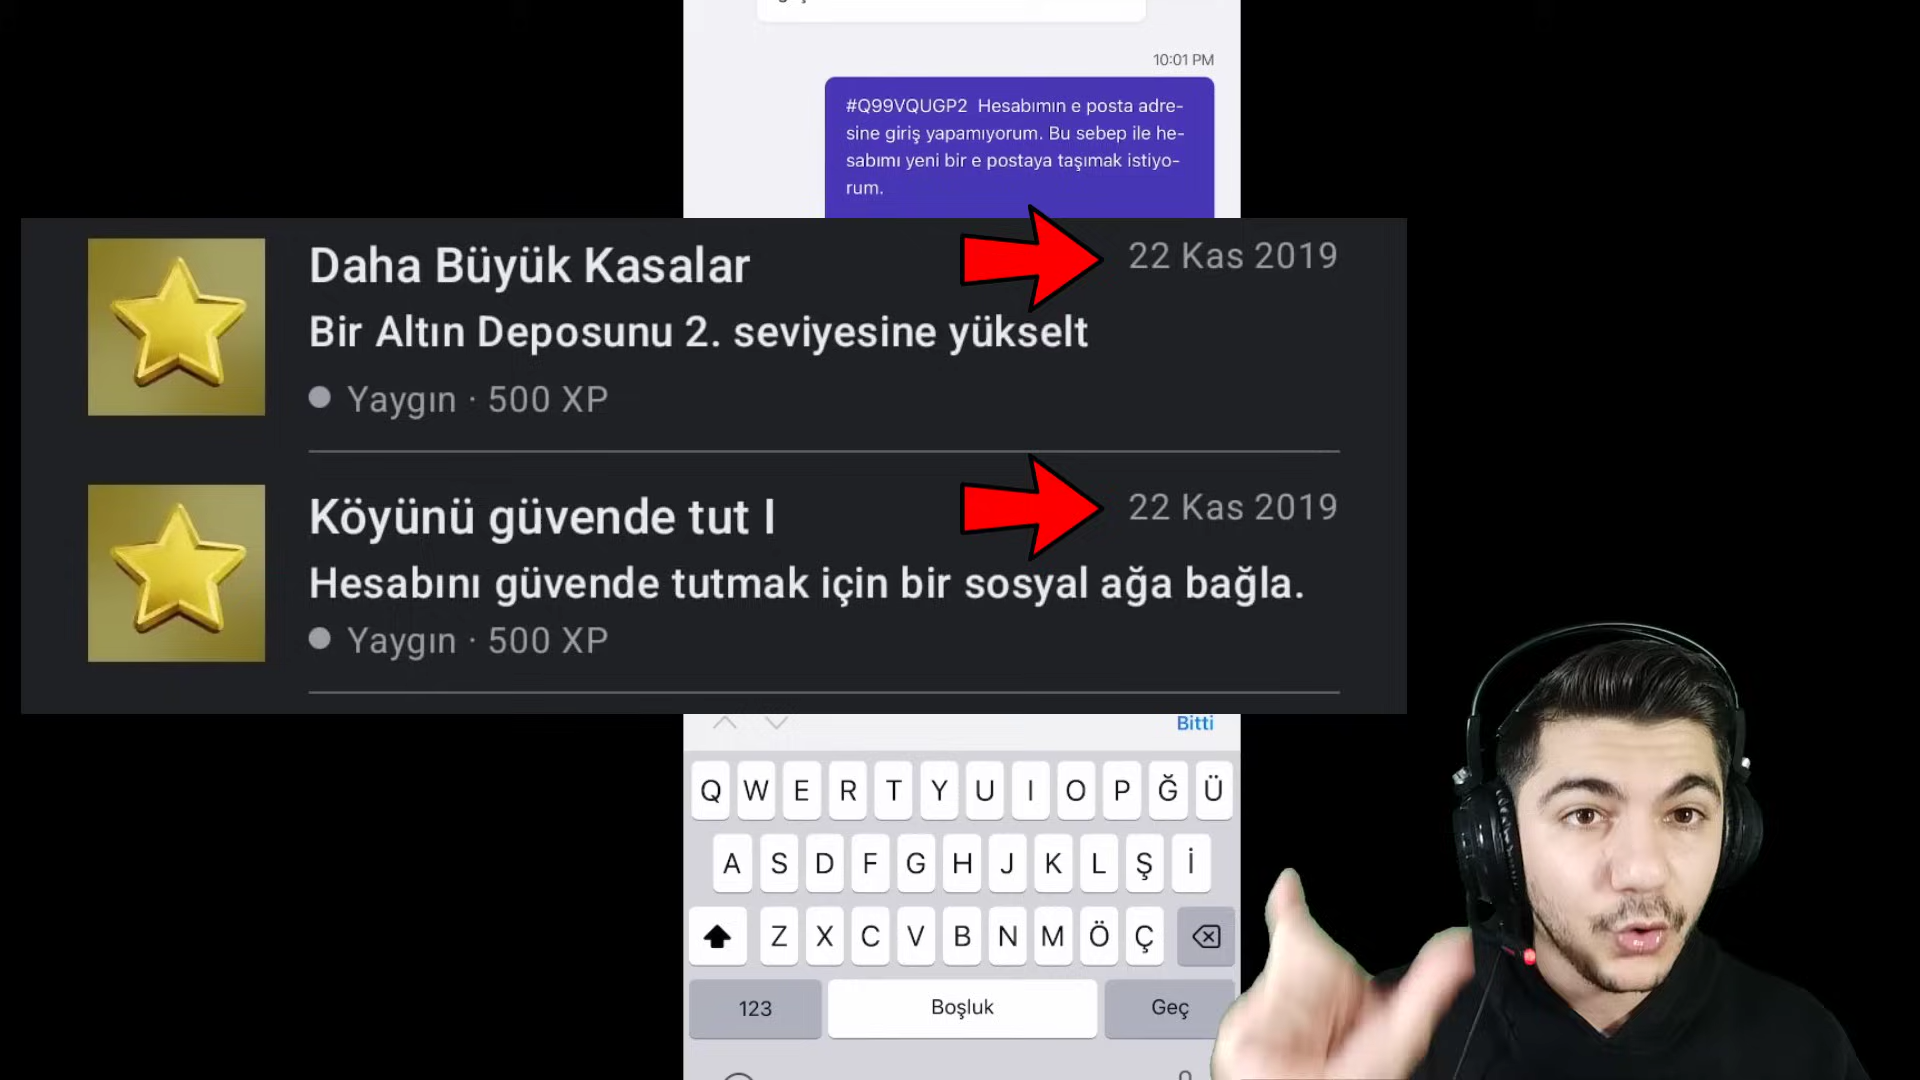 10:01 PM
#Q99VQUGP2 Hesabımın e posta adre-
sine giriş yapamıyorum. Bu sebep ile he-
sabımı yeni bir e postaya taşımak istiyo-
rum.
Daha Büyük Kasalar
22 Kas 2019
Bir Altın Deposunu 2. seviyesine yükselt
Yaygın · 500 XP
Köyünü güvende tut I
22 Kas 2019
Hesabını güvende tutmak için bir sosyal ağa bağla.
Yaygın · 500 XP
Bitti
Q W E R T Y U I O P Ğ Ü
A S D F G H J K L Ş İ
Z X C V B N M Ö Ç
123 Boşluk Geç